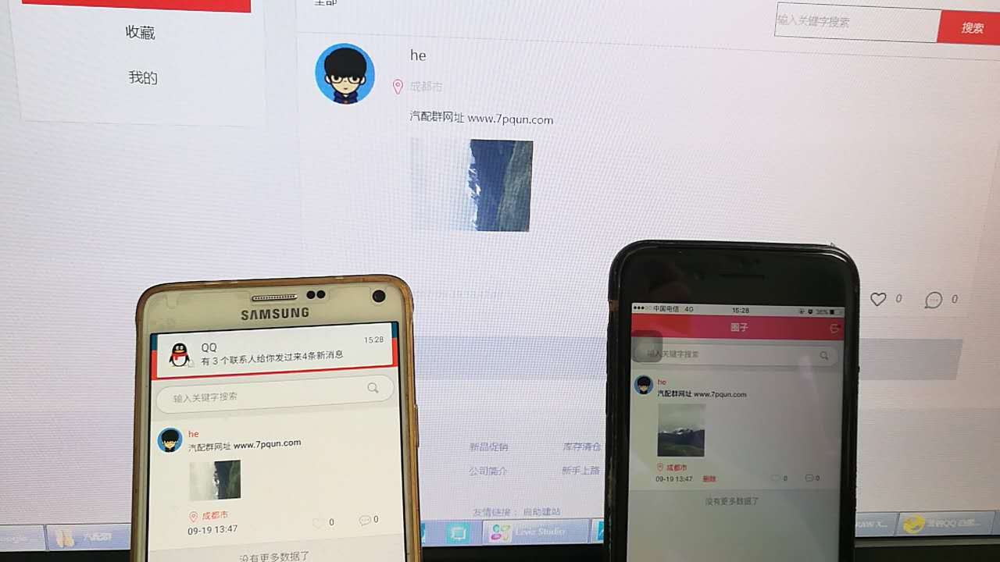 全部
收藏
我的
输入关键字搜索
搜索
he
成都市
汽配群网址 www.7pqun.com
0
0
新品促销
库存清仓
公司简介
新手上路
友情链接： 自助建站
SAMSUNG
QQ
15:28
有 3 个联系人给你发过来4条新消息
输入关键字搜索
he
汽配群网址 www.7pqun.com
成都市
09-19 13:47
0
0
没有更多数据了
中国电信 4G
15:28
36%
圈子
输入关键字搜索
he
汽配群网址 www.7pqun.com
成都市
09-19 13:47
删除
0
0
没有更多数据了